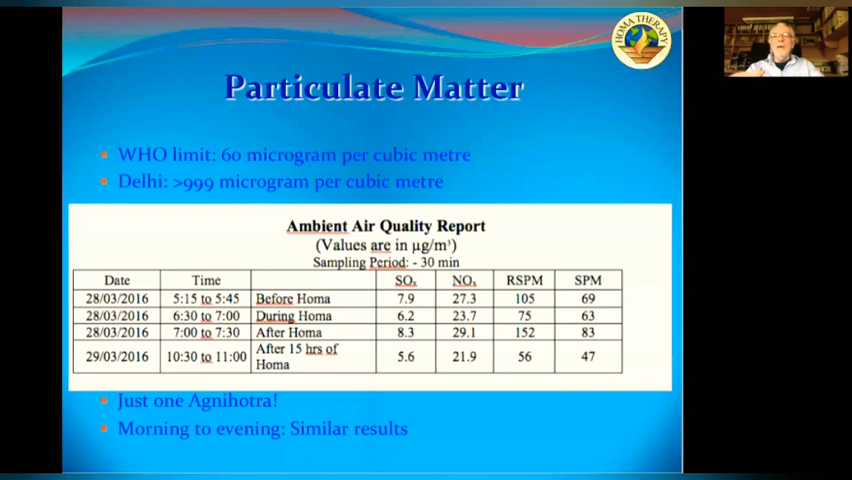 HOMA THERAPY
Particulate Matter
WHO limit: 60 microgram per cubic metre
Delhi: >999 microgram per cubic metre
Ambient Air Quality Report
(Values are in µg/m³)
Sampling Period: - 30 min
Date Time SOₓ NOₓ RSPM SPM
28/03/2016 5:15 to 5:45 Before Homa 7.9 27.3 105 69
28/03/2016 6:30 to 7:00 During Homa 6.2 23.7 75 63
28/03/2016 7:00 to 7:30 After Homa 8.3 29.1 152 83
29/03/2016 10:30 to 11:00 After 15 hrs of Homa 5.6 21.9 56 47
Just one Agnihotra!
Morning to evening: Similar results